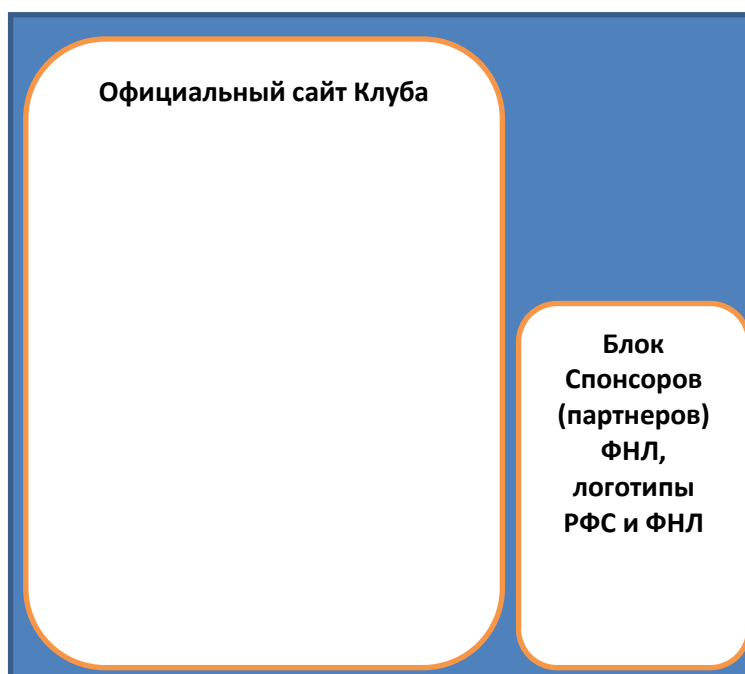 Официальный сайт Клуба
Блок
Спонсоров
(партнеров)
ФНЛ,
логотипы
РФС и ФНЛ